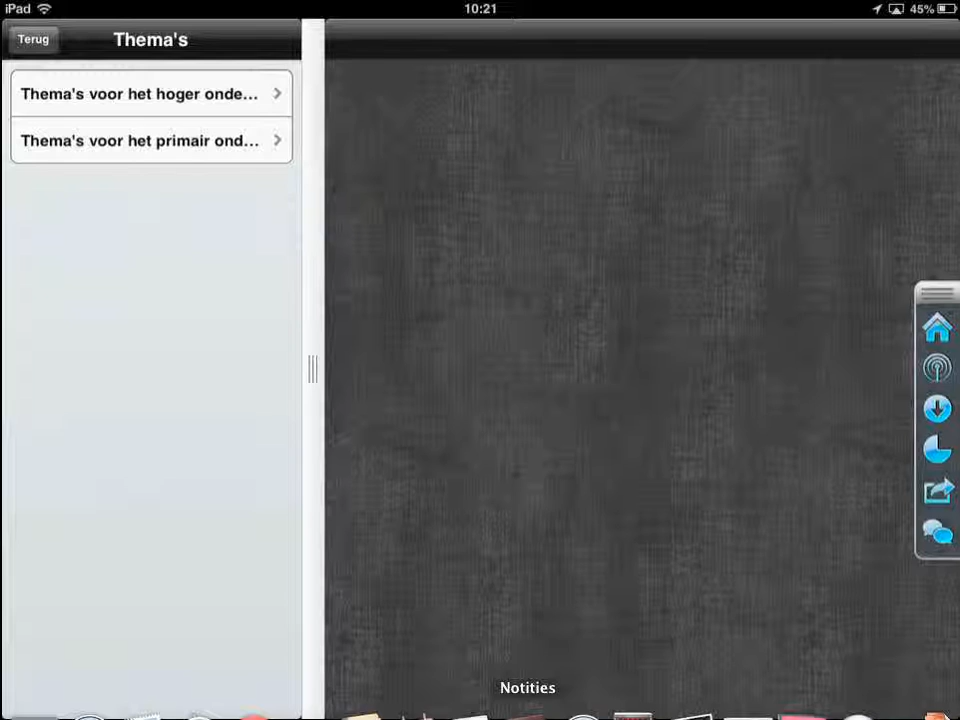 iPad
10:21
45%
Terug
Thema's
Thema's voor het hoger onde...
Thema's voor het primair ond...
Notities